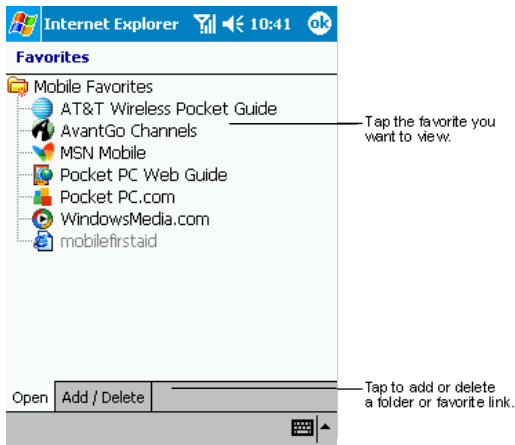 Internet Explorer 10:41 ok
Favorites
Mobile Favorites
AT&T Wireless Pocket Guide
AvantGo Channels
MSN Mobile
Pocket PC Web Guide
Pocket PC.com
WindowsMedia.com
mobilefirstaid
Tap the favorite you
want to view.
Open Add / Delete
Tap to add or delete
a folder or favorite link.